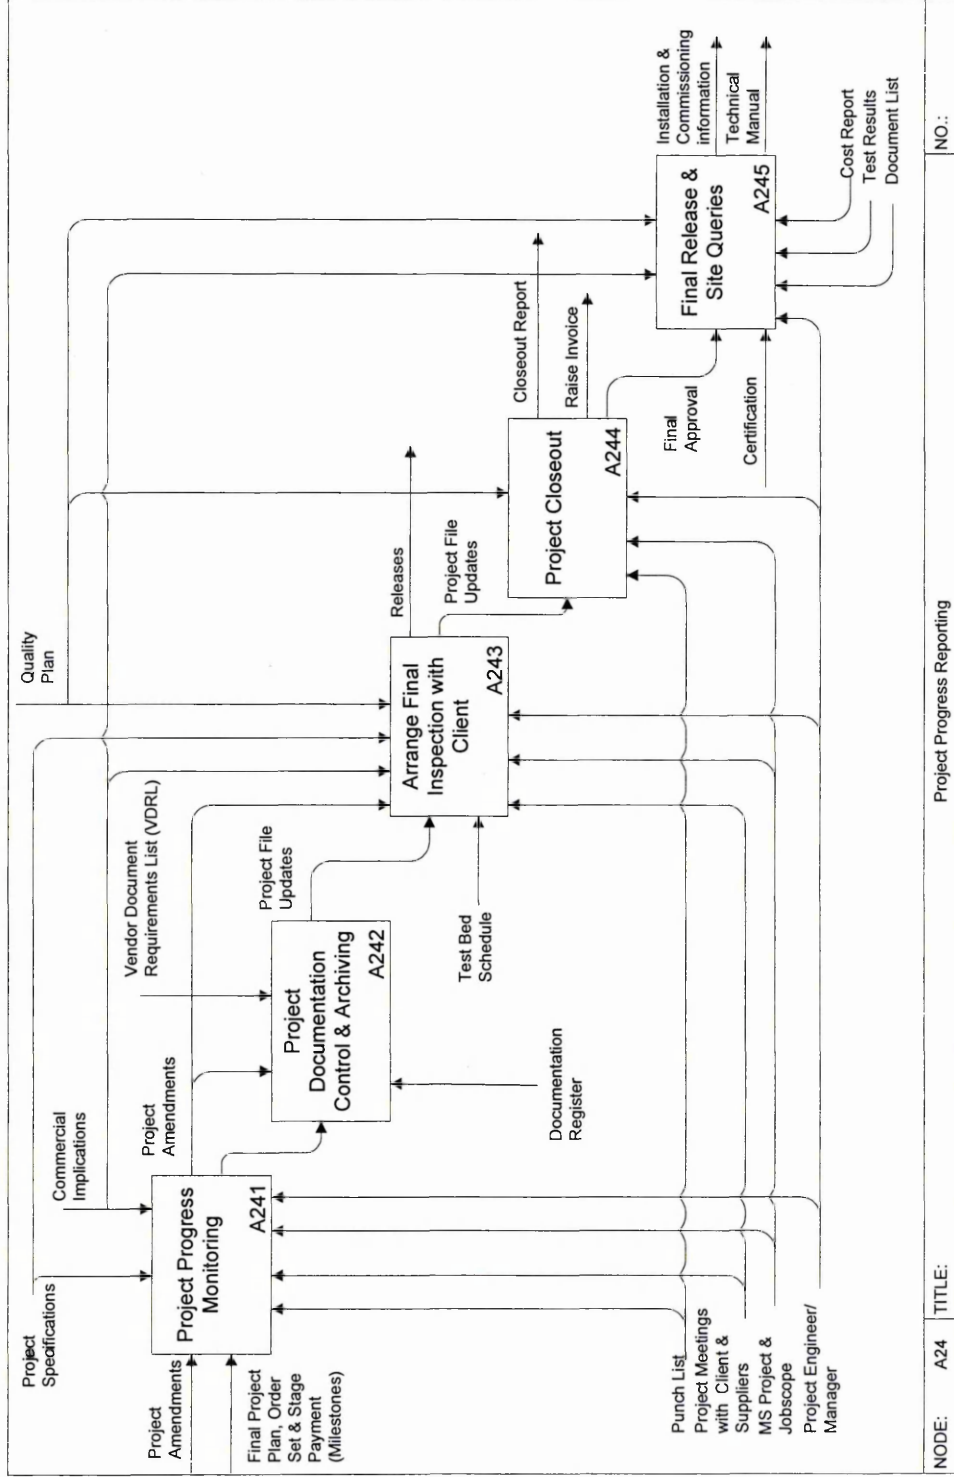 Quality
Plan
Project
Specifications
Commercial
Implications
Vendor Document
Requirements List (VDRL)
Project
Amendments
Project
Amendments
Final Project
Plan, Order
Set & Stage
Payment
(Milestones)
Project Progress
Monitoring
A241
Project
Documentation
Control & Archiving
A242
Project File
Updates
Documentation
Register
Test Bed
Schedule
Arrange Final
Inspection with
Client
A243
Releases
Project File
Updates
Project Closeout
A244
Closeout Report
Raise Invoice
Final
Approval
Certification
Final Release &
Site Queries
A245
Installation &
Commissioning
information
Technical
Manual
Cost Report
Test Results
Document List
Punch List
Project Meetings
with Client &
Suppliers
MS Project &
Jobscope
Project Engineer/
Manager
NODE: A24 TITLE: Project Progress Reporting NO.: